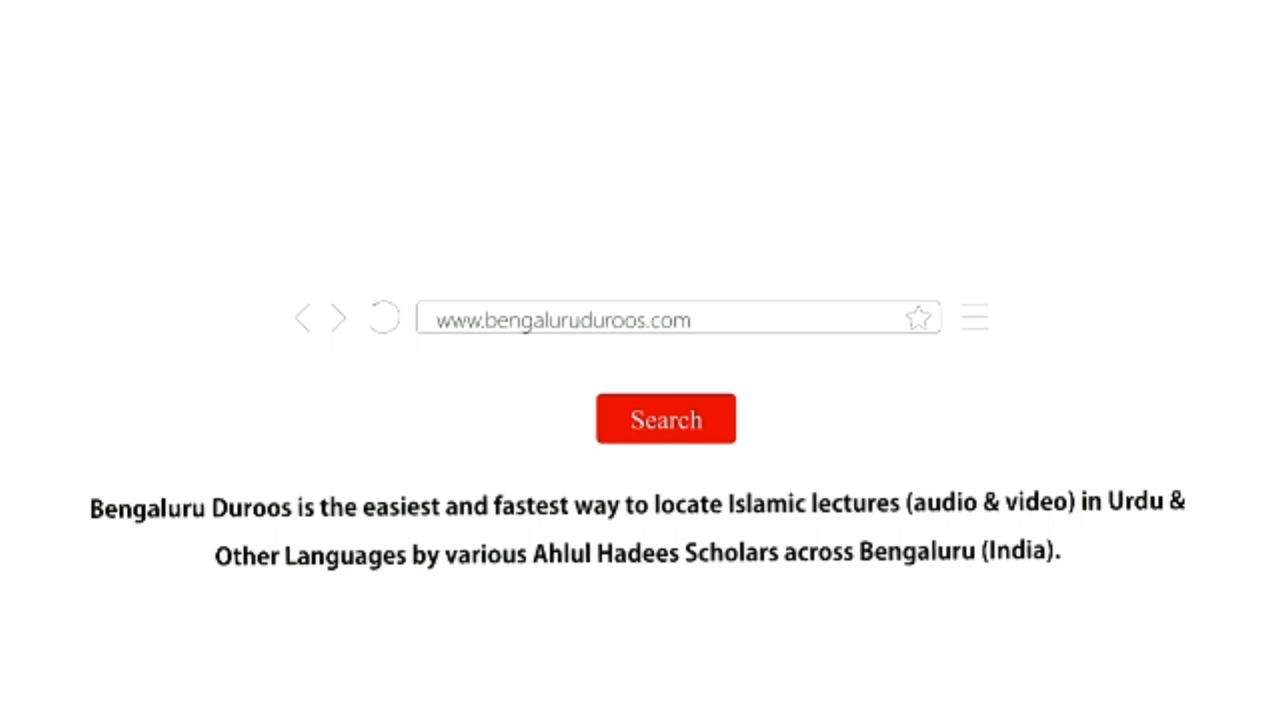 www.bengaluruduroos.com
Search
Bengaluru Duroos is the easiest and fastest way to locate Islamic lectures (audio & video) in Urdu &
Other Languages by various Ahlul Hadees Scholars across Bengaluru (India).